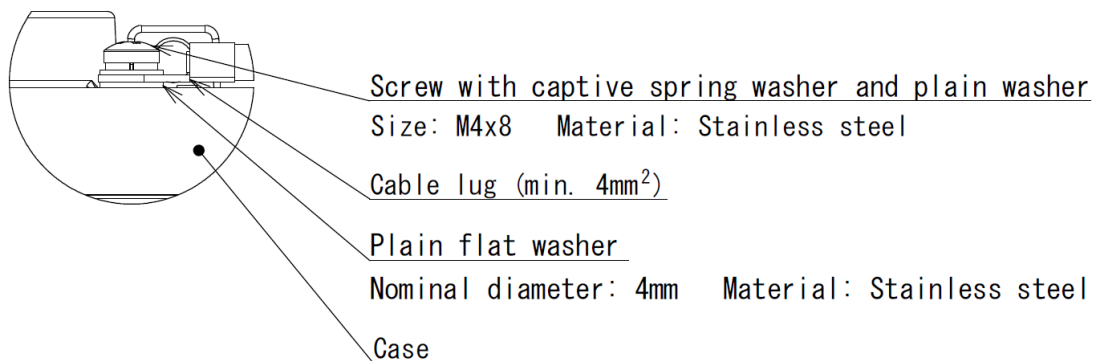 Screw with captive spring washer and plain washer
Size: M4x8 Material: Stainless steel
Cable lug (min. 4mm²)
Plain flat washer
Nominal diameter: 4mm Material: Stainless steel
Case